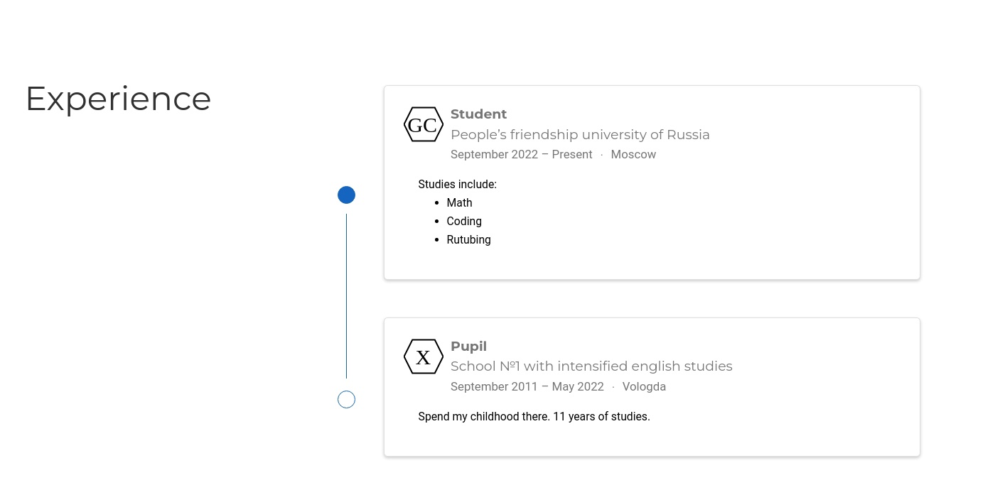 Experience
GC
Student
People’s friendship university of Russia
September 2022 – Present · Moscow
Studies include:
• Math
• Coding
• Rutubing
X
Pupil
School №1 with intensified english studies
September 2011 – May 2022 · Vologda
Spend my childhood there. 11 years of studies.